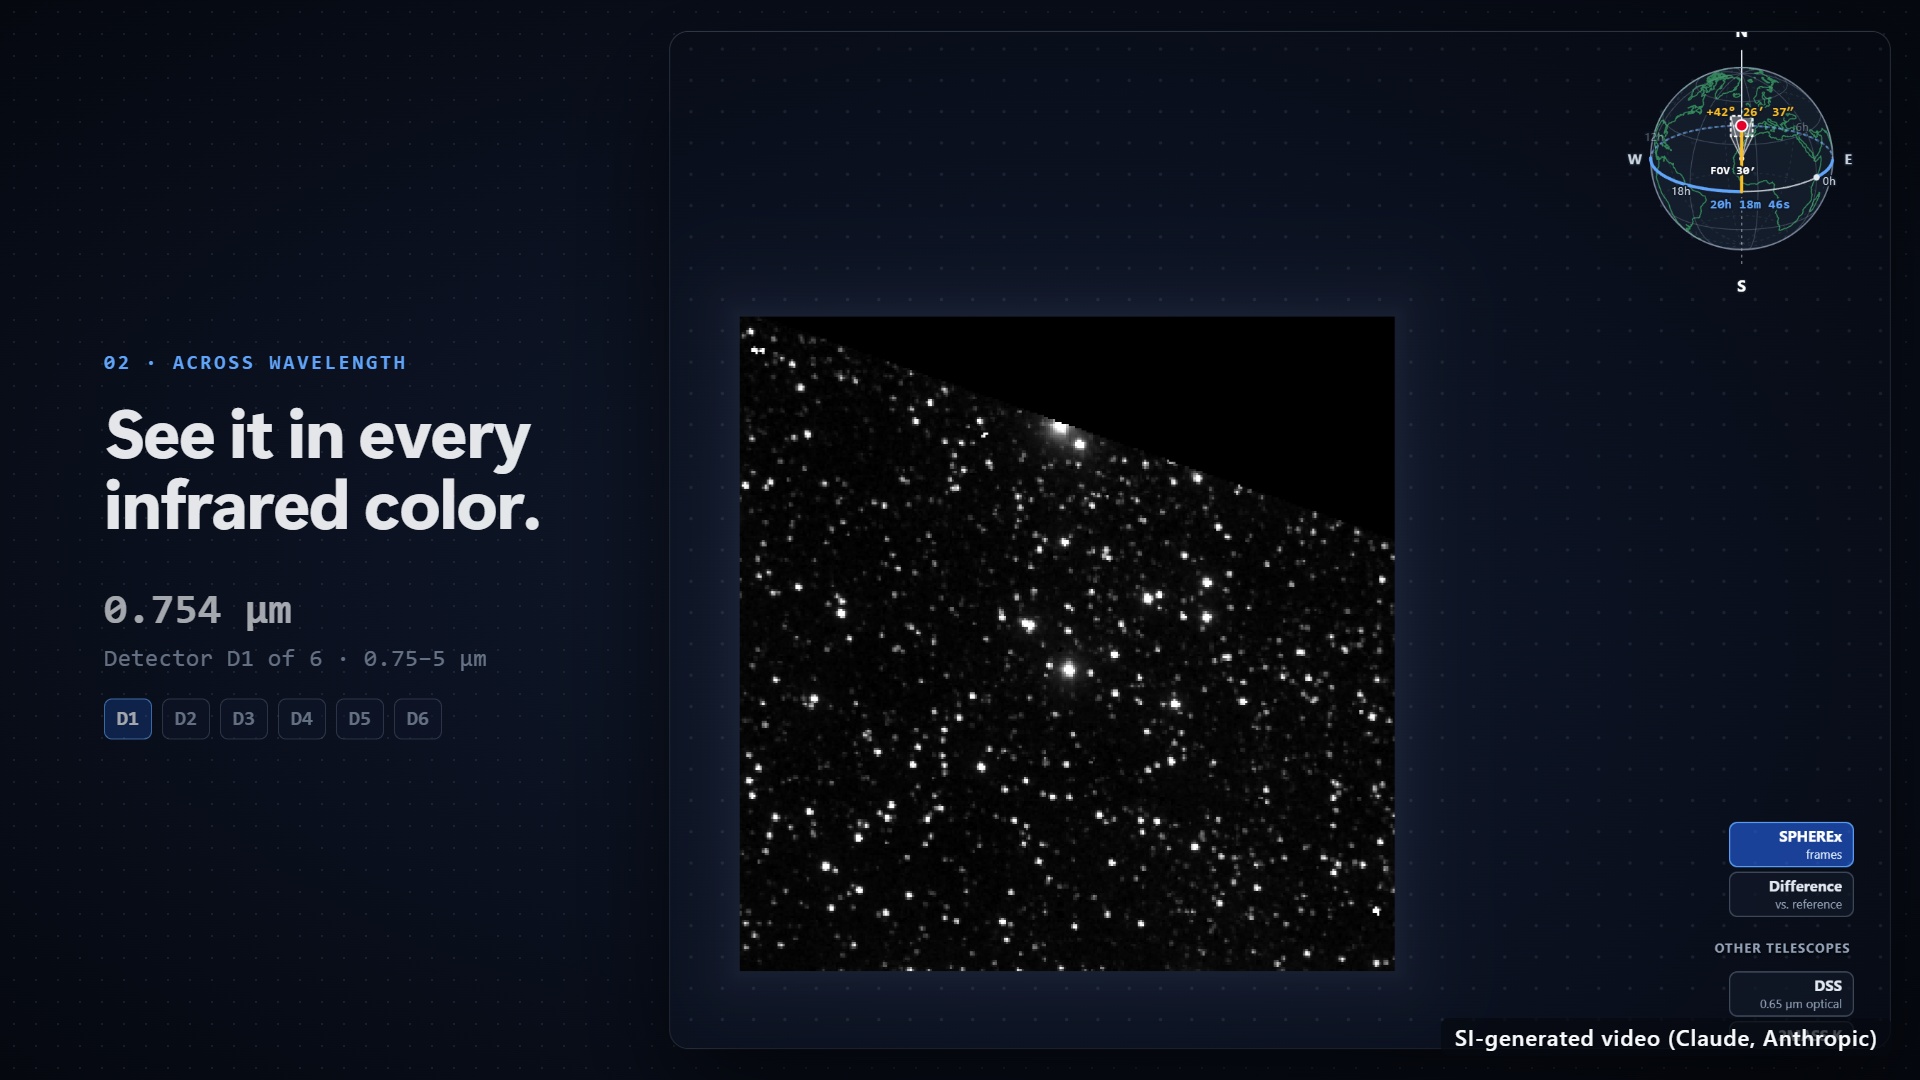 02 · ACROSS WAVELENGTH
See it in every
infrared color.
0.754 µm
Detector D1 of 6 · 0.75–5 µm
D1 D2 D3 D4 D5 D6
N
+42° 26′ 37″
12h
6h
W
E
FOV 30′
0h
18h
20h 18m 46s
S
SPHEREx
frames
Difference
vs. reference
OTHER TELESCOPES
DSS
0.65 µm optical
SI-generated video (Claude, Anthropic)